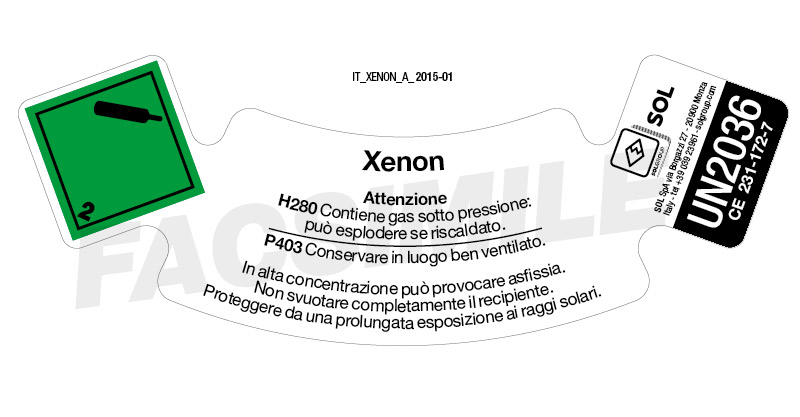 IT_XENON_A_ 2015-01
2
Xenon
Attenzione
H280 Contiene gas sotto pressione:
può esplodere se riscaldato.
P403 Conservare in luogo ben ventilato.
In alta concentrazione può provocare asfissia.
Non svuotare completamente il recipiente.
Proteggere da una prolungata esposizione ai raggi solari.
FACSIMILE
SOL
SOLGROUP
SOL SpA via Borgazzi 27 - 20900 Monza
Italy - tel +39 039 23961 - solgroup.com
UN2036
CE 231-172-7